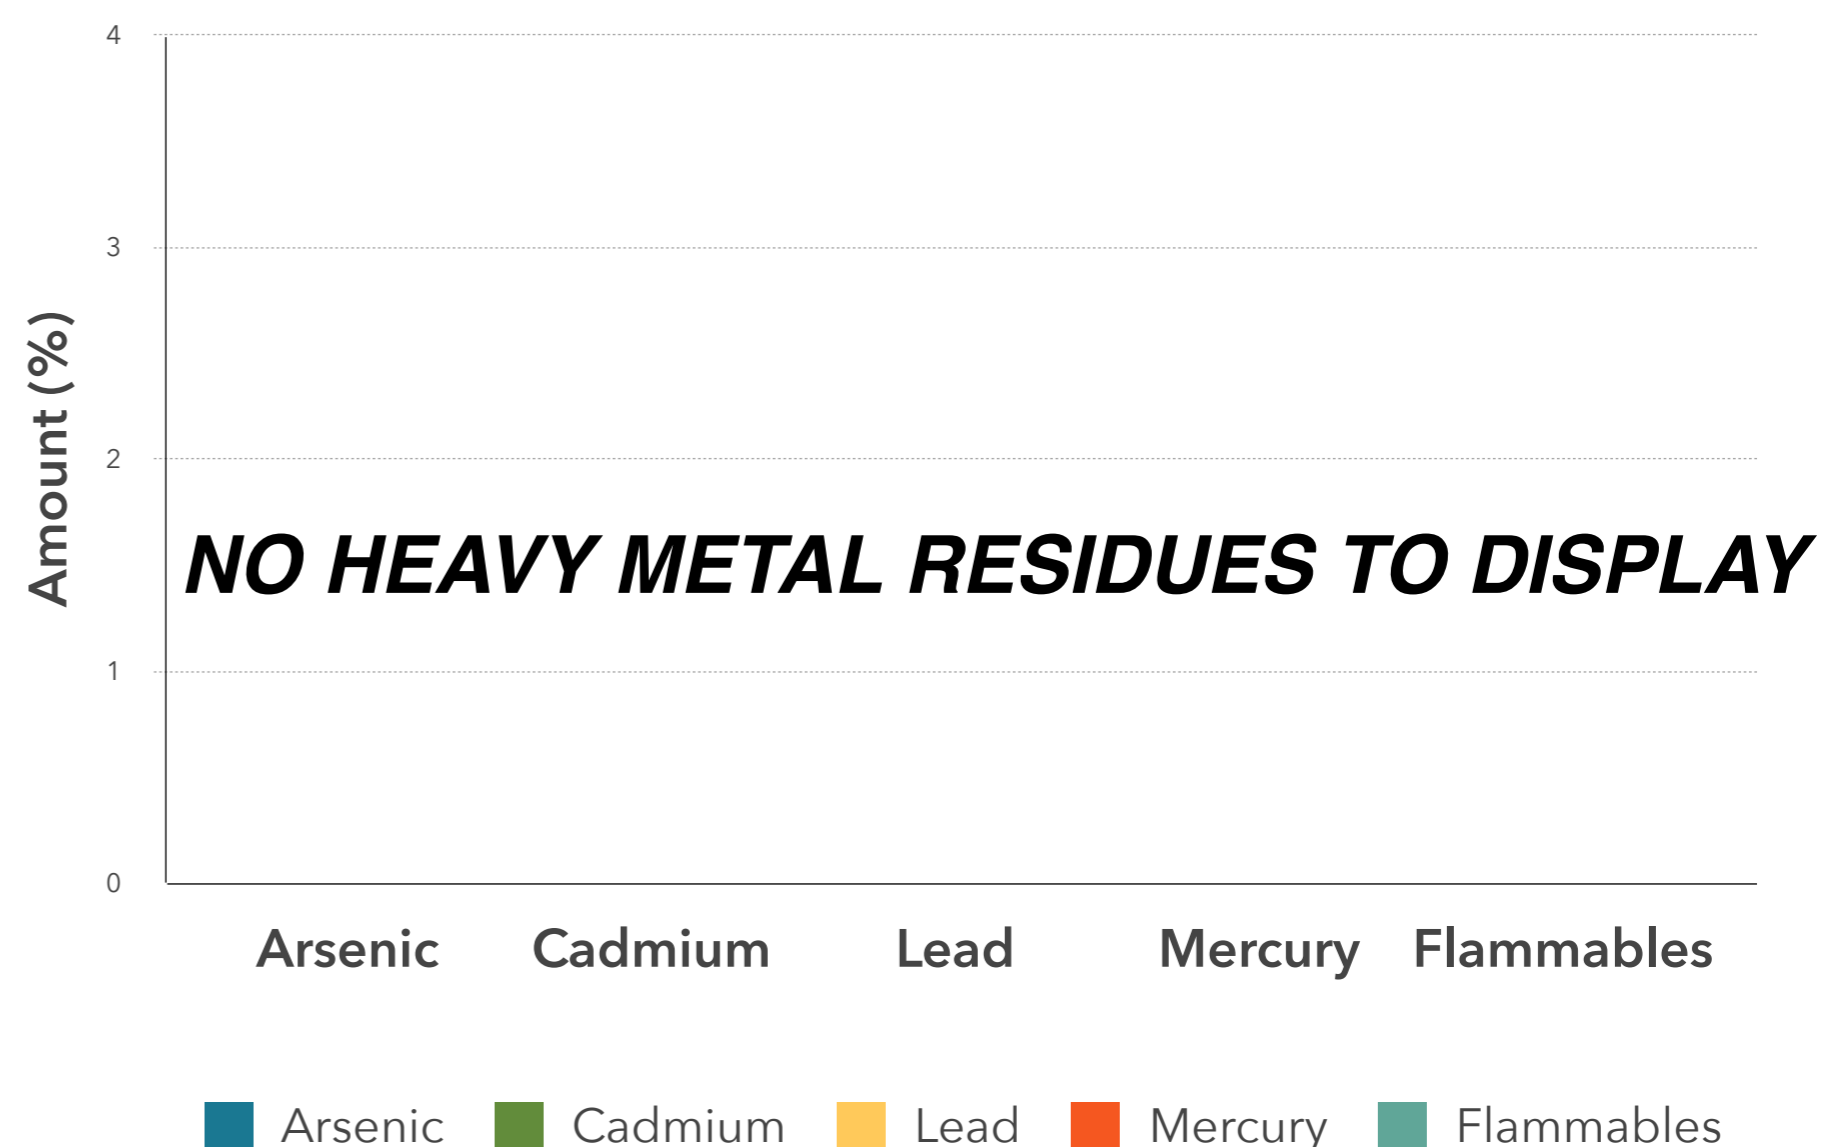 4
3
2
1
0
Amount (%)
NO HEAVY METAL RESIDUES TO DISPLAY
Arsenic Cadmium Lead Mercury Flammables
Arsenic Cadmium Lead Mercury Flammables